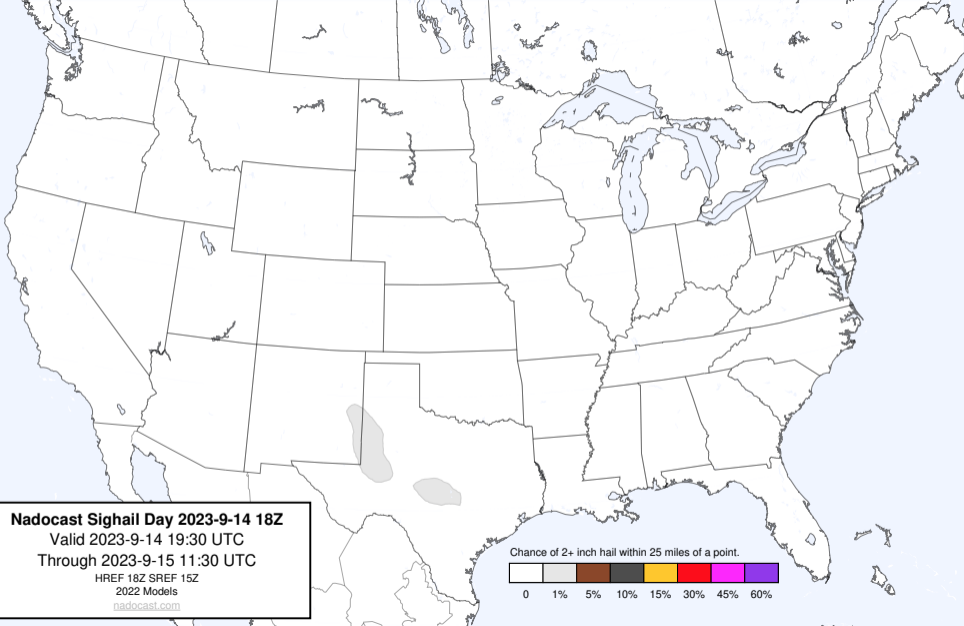 Nadocast Sighail Day 2023-9-14 18Z
Valid 2023-9-14 19:30 UTC
Through 2023-9-15 11:30 UTC
HREF 18Z SREF 15Z
2022 Models
nadocast.com
Chance of 2+ inch hail within 25 miles of a point.
0 1% 5% 10% 15% 30% 45% 60%